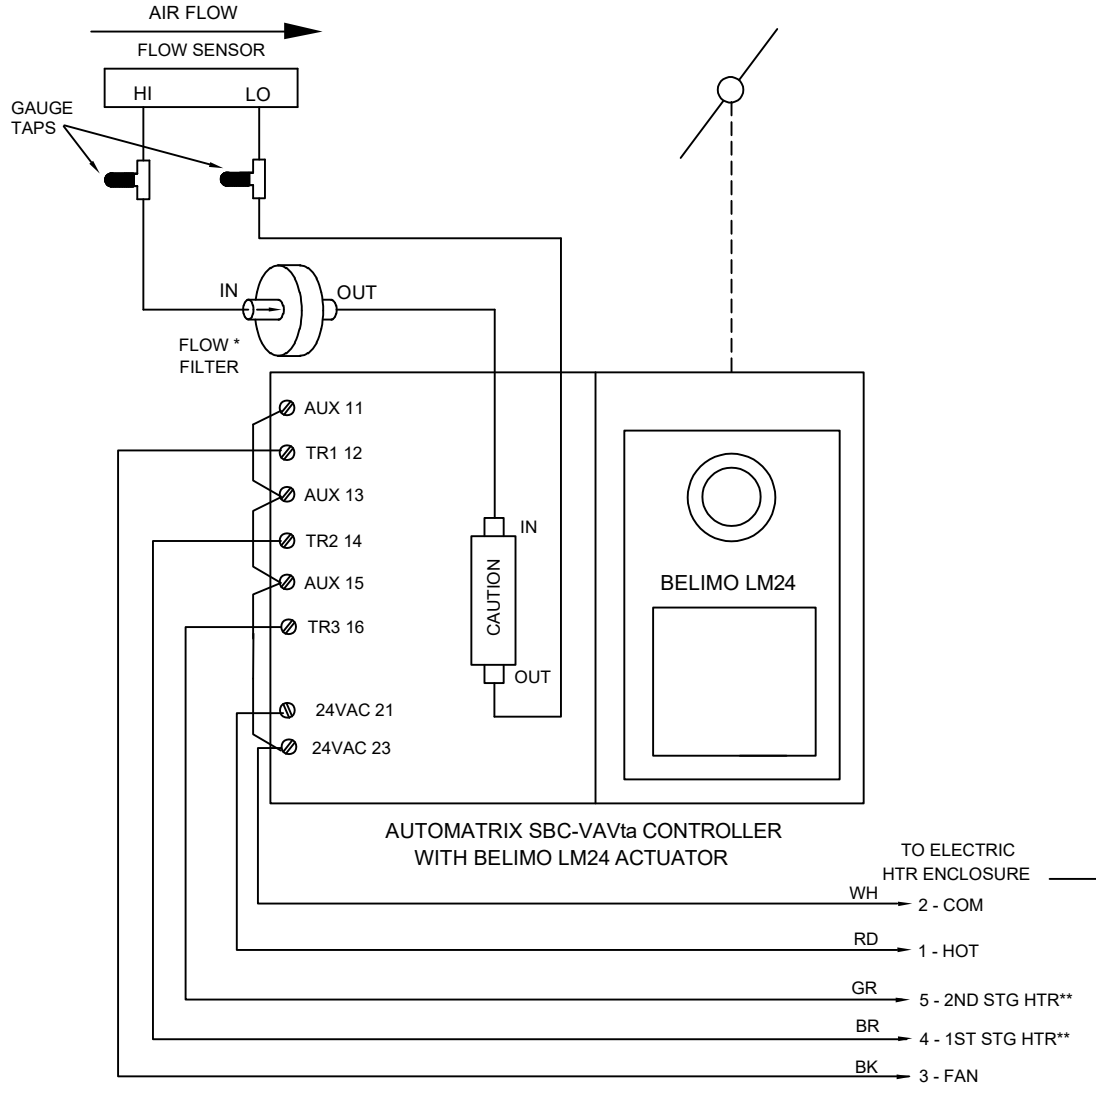 AIR FLOW
FLOW SENSOR
HI
LO
GAUGE
TAPS
IN
OUT
FLOW *
FILTER
AUX 11
TR1 12
AUX 13
TR2 14
AUX 15
TR3 16
24VAC 21
24VAC 23
IN
CAUTION
OUT
BELIMO LM24
AUTOMATRIX SBC-VAVta CONTROLLER
WITH BELIMO LM24 ACTUATOR
TO ELECTRIC
HTR ENCLOSURE
WH 2 - COM
RD 1 - HOT
GR 5 - 2ND STG HTR**
BR 4 - 1ST STG HTR**
BK 3 - FAN